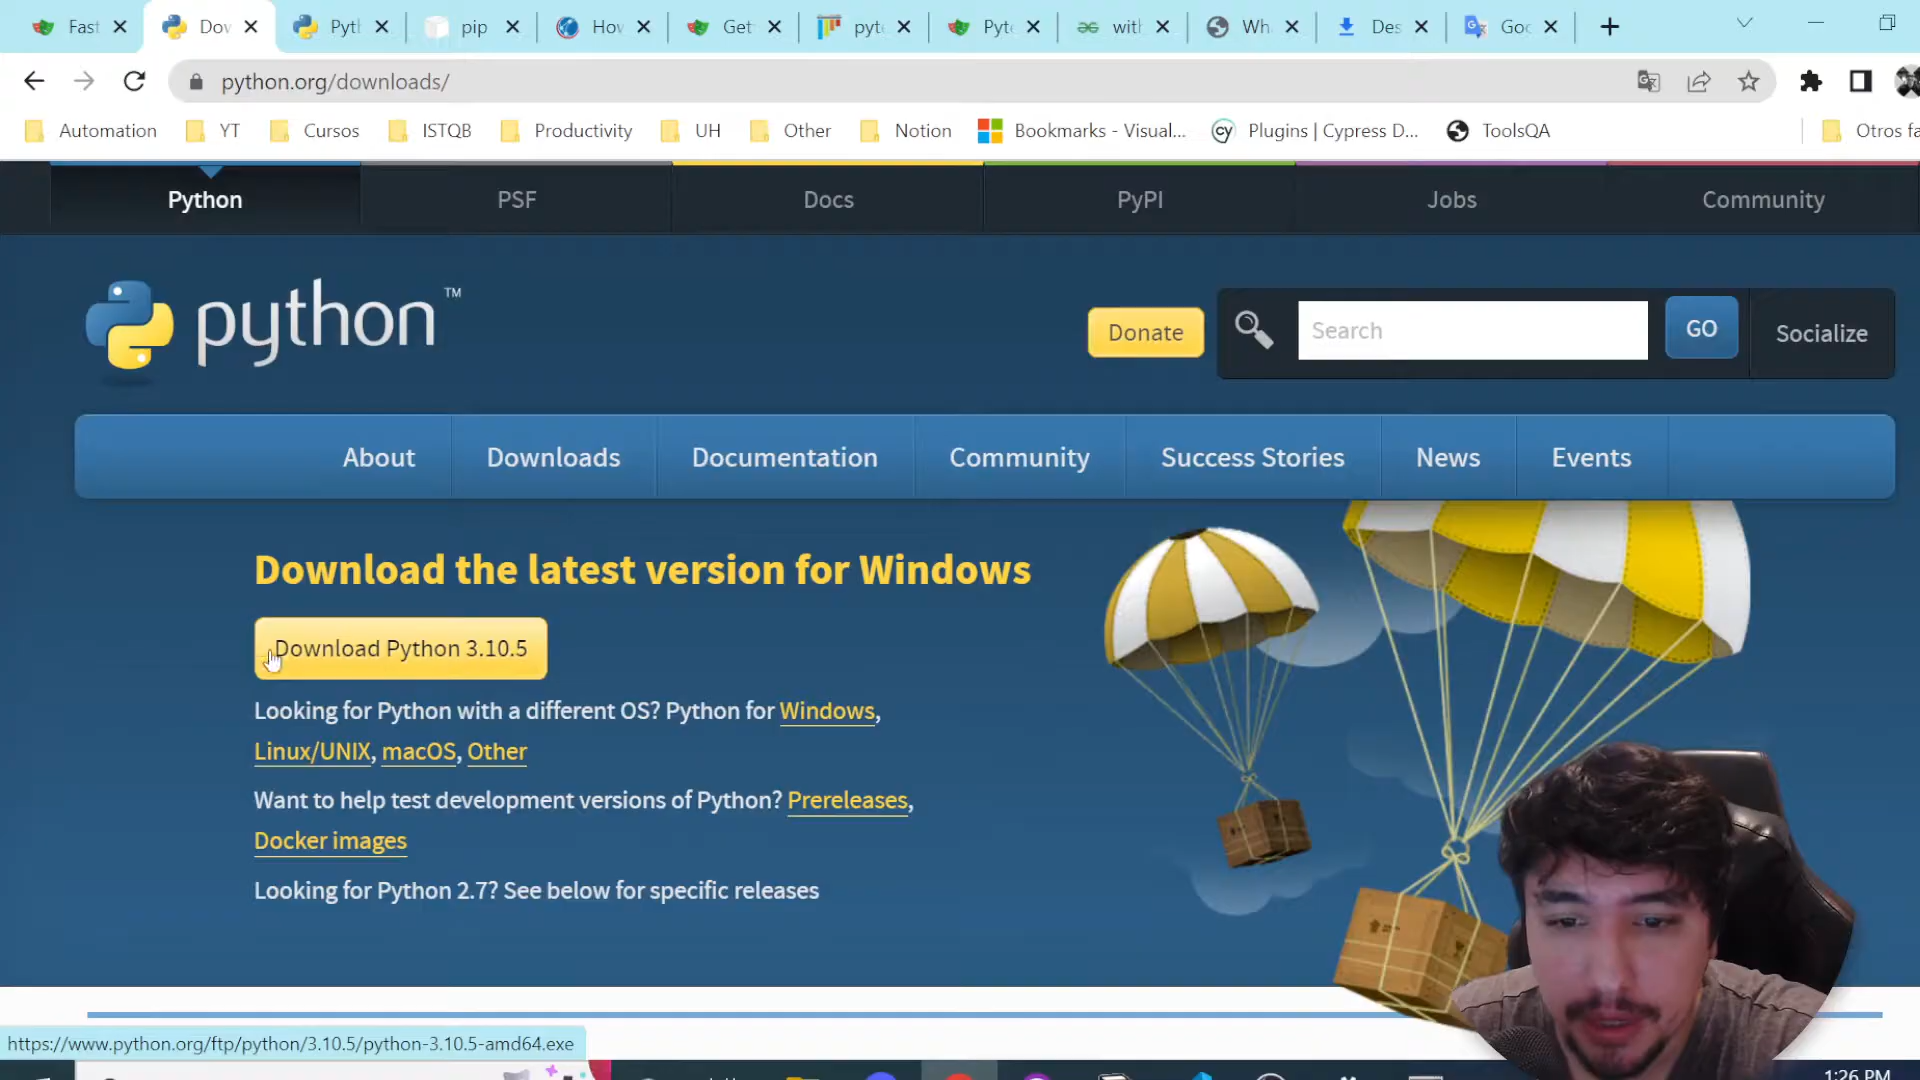 Fast
Dov
Pyth
pip
Hov
Get
pyte
Pyte
with
Wh
Des
Goc
python.org/downloads/
Automation
YT
Cursos
ISTQB
Productivity
UH
Other
Notion
Bookmarks - Visual...
cy
Plugins | Cypress D...
ToolsQA
Otros fa
Python
PSF
Docs
PyPI
Jobs
Community
python™
Donate
Search
GO
Socialize
About
Downloads
Documentation
Community
Success Stories
News
Events
Download the latest version for Windows
Download Python 3.10.5
Looking for Python with a different OS? Python for Windows,
Linux/UNIX, macOS, Other
Want to help test development versions of Python? Prereleases,
Docker images
Looking for Python 2.7? See below for specific releases
https://www.python.org/ftp/python/3.10.5/python-3.10.5-amd64.exe
1:26 PM